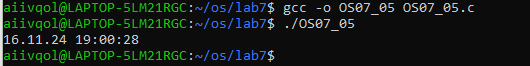 aiivqol@LAPTOP-5LM21RGC:~/os/lab7$ gcc -o OS07_05 OS07_05.c
aiivqol@LAPTOP-5LM21RGC:~/os/lab7$ ./OS07_05
16.11.24 19:00:28
aiivqol@LAPTOP-5LM21RGC:~/os/lab7$